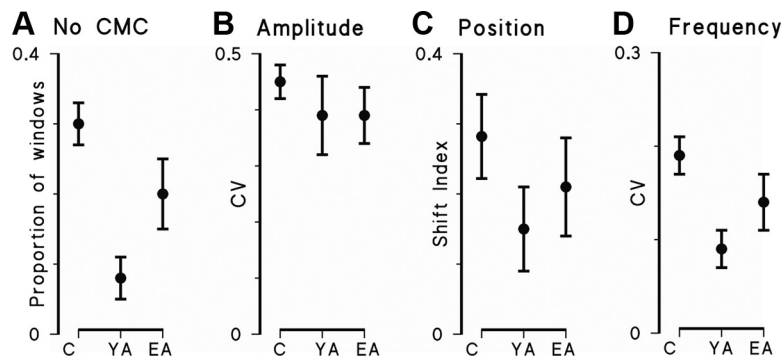 A No CMC
0.4
Proportion of windows
0
C YA EA
B Amplitude
0.5
CV
0
C YA EA
C Position
0.4
Shift Index
0
C YA EA
D Frequency
0.3
CV
0
C YA EA